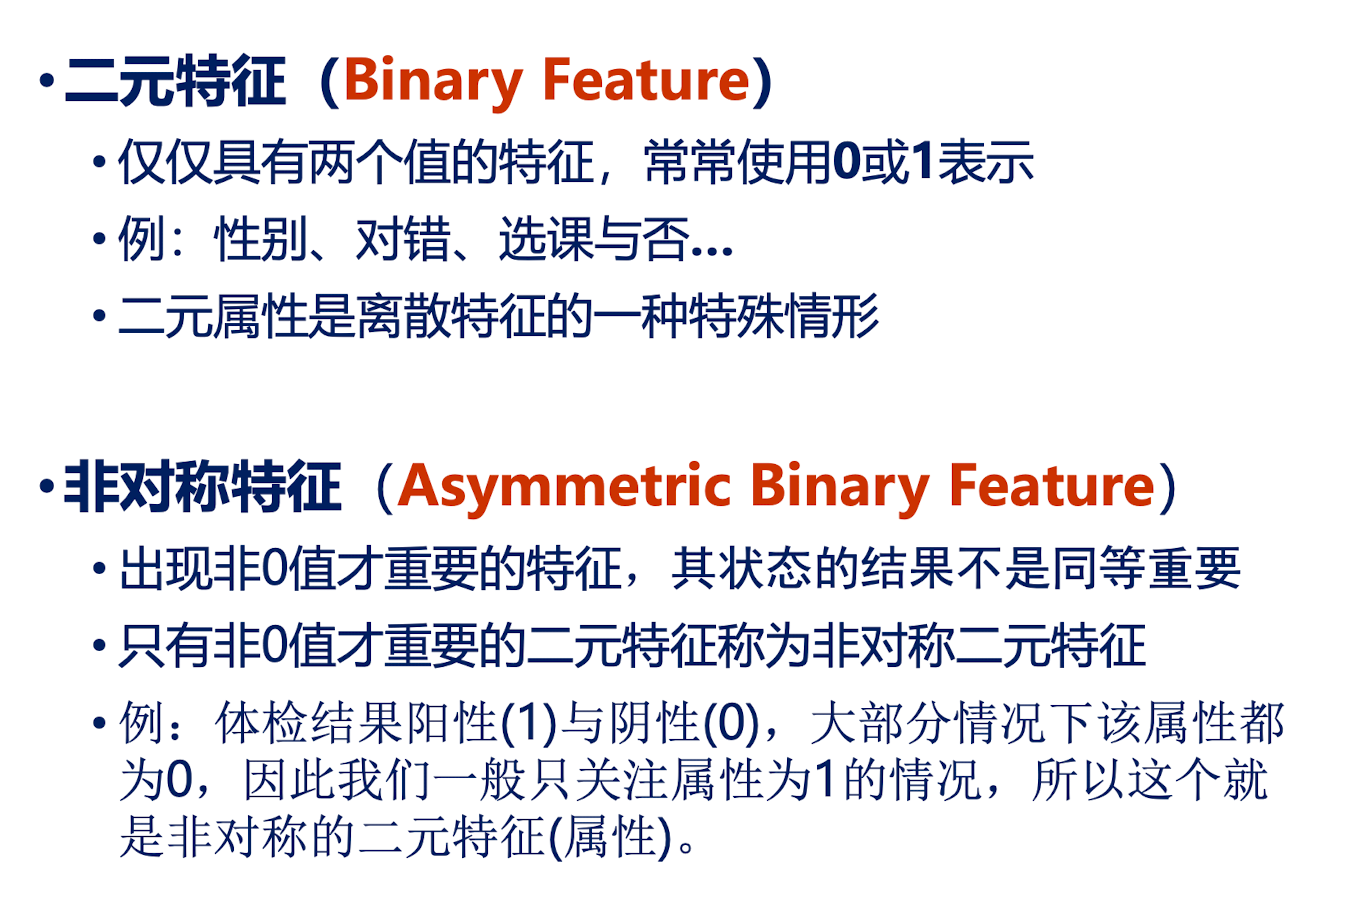 •二元特征（Binary Feature）
•仅仅具有两个值的特征，常常使用0或1表示
•例：性别、对错、选课与否...
•二元属性是离散特征的一种特殊情形
•非对称特征（Asymmetric Binary Feature）
•出现非0值才重要的特征，其状态的结果不是同等重要
•只有非0值才重要的二元特征称为非对称二元特征
•例：体检结果阳性(1)与阴性(0)，大部分情况下该属性都
为0，因此我们一般只关注属性为1的情况，所以这个就
是非对称的二元特征(属性)。